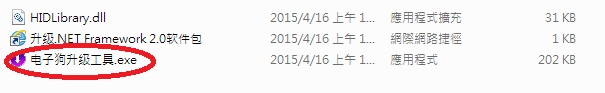 HIDLibrary.dll 2015/4/16 上午 1... 應用程式擴充 31 KB
升级.NET Framework 2.0软件包 2015/4/16 上午 1... 網際網路捷徑 1 KB
电子狗升级工具.exe 2015/4/16 上午 1... 應用程式 202 KB